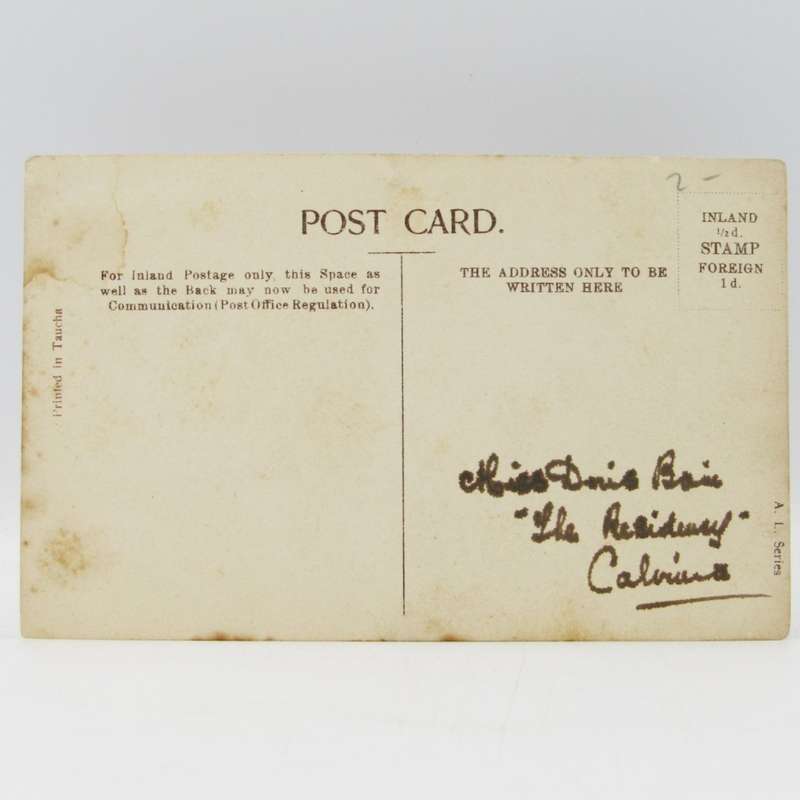 2 -
POST CARD.
INLAND
½d.
STAMP
FOREIGN
1d.
For Inland Postage only, this Space as
well as the Back may now be used for
Communication (Post Office Regulation).
THE ADDRESS ONLY TO BE
WRITTEN HERE
Printed in Taucha
Miss Doris
"The Residency"
Calvinia
A. L. Series